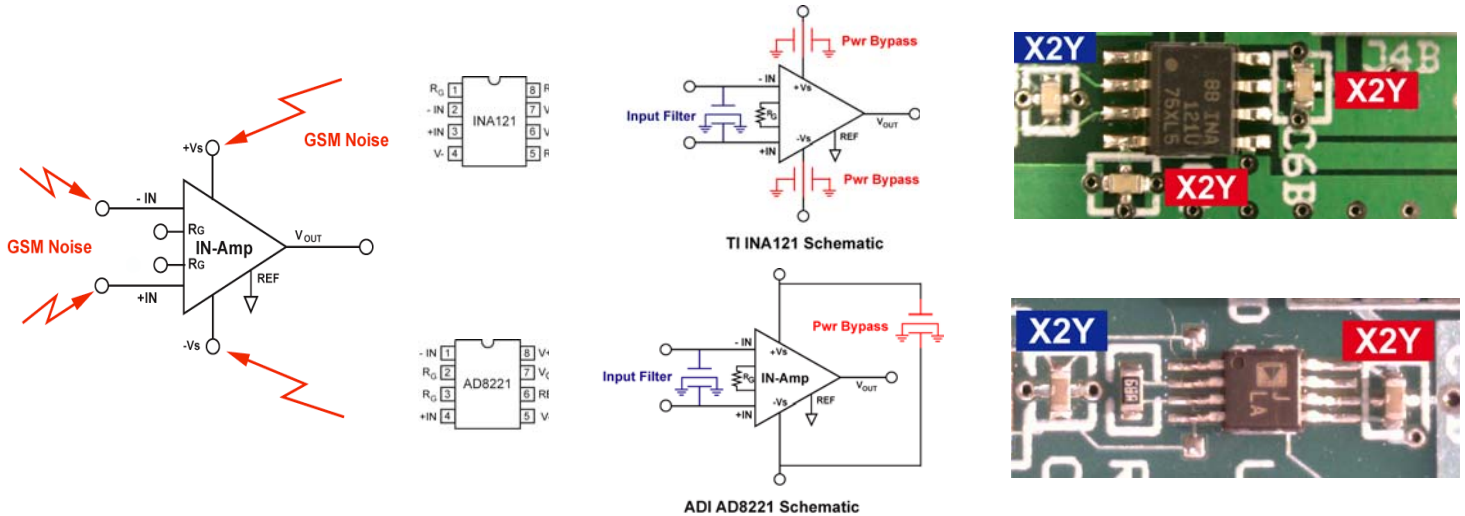 GSM Noise
+Vs
- IN
GSM Noise
RG
IN-Amp
VOUT
RG
REF
+IN
-Vs
RG 1
8 R
- IN 2
7 V
INA121
+IN 3
6 V
V- 4
5 R
- IN 1
8 V+
RG 2
AD8221
RG 3
+IN 4
5 V
Pwr Bypass
- IN
+Vs
Input Filter
RG
VOUT
-Vs
REF
+IN
Pwr Bypass
TI INA121 Schematic
Pwr Bypass
- IN
+Vs
Input Filter
RG
IN-Amp
VOUT
-Vs
REF
+IN
ADI AD8221 Schematic
X2Y
BB INA
121U
75XL5
J4B
X2Y
C6B
X2Y
X2Y
X2Y
68R
J
LA